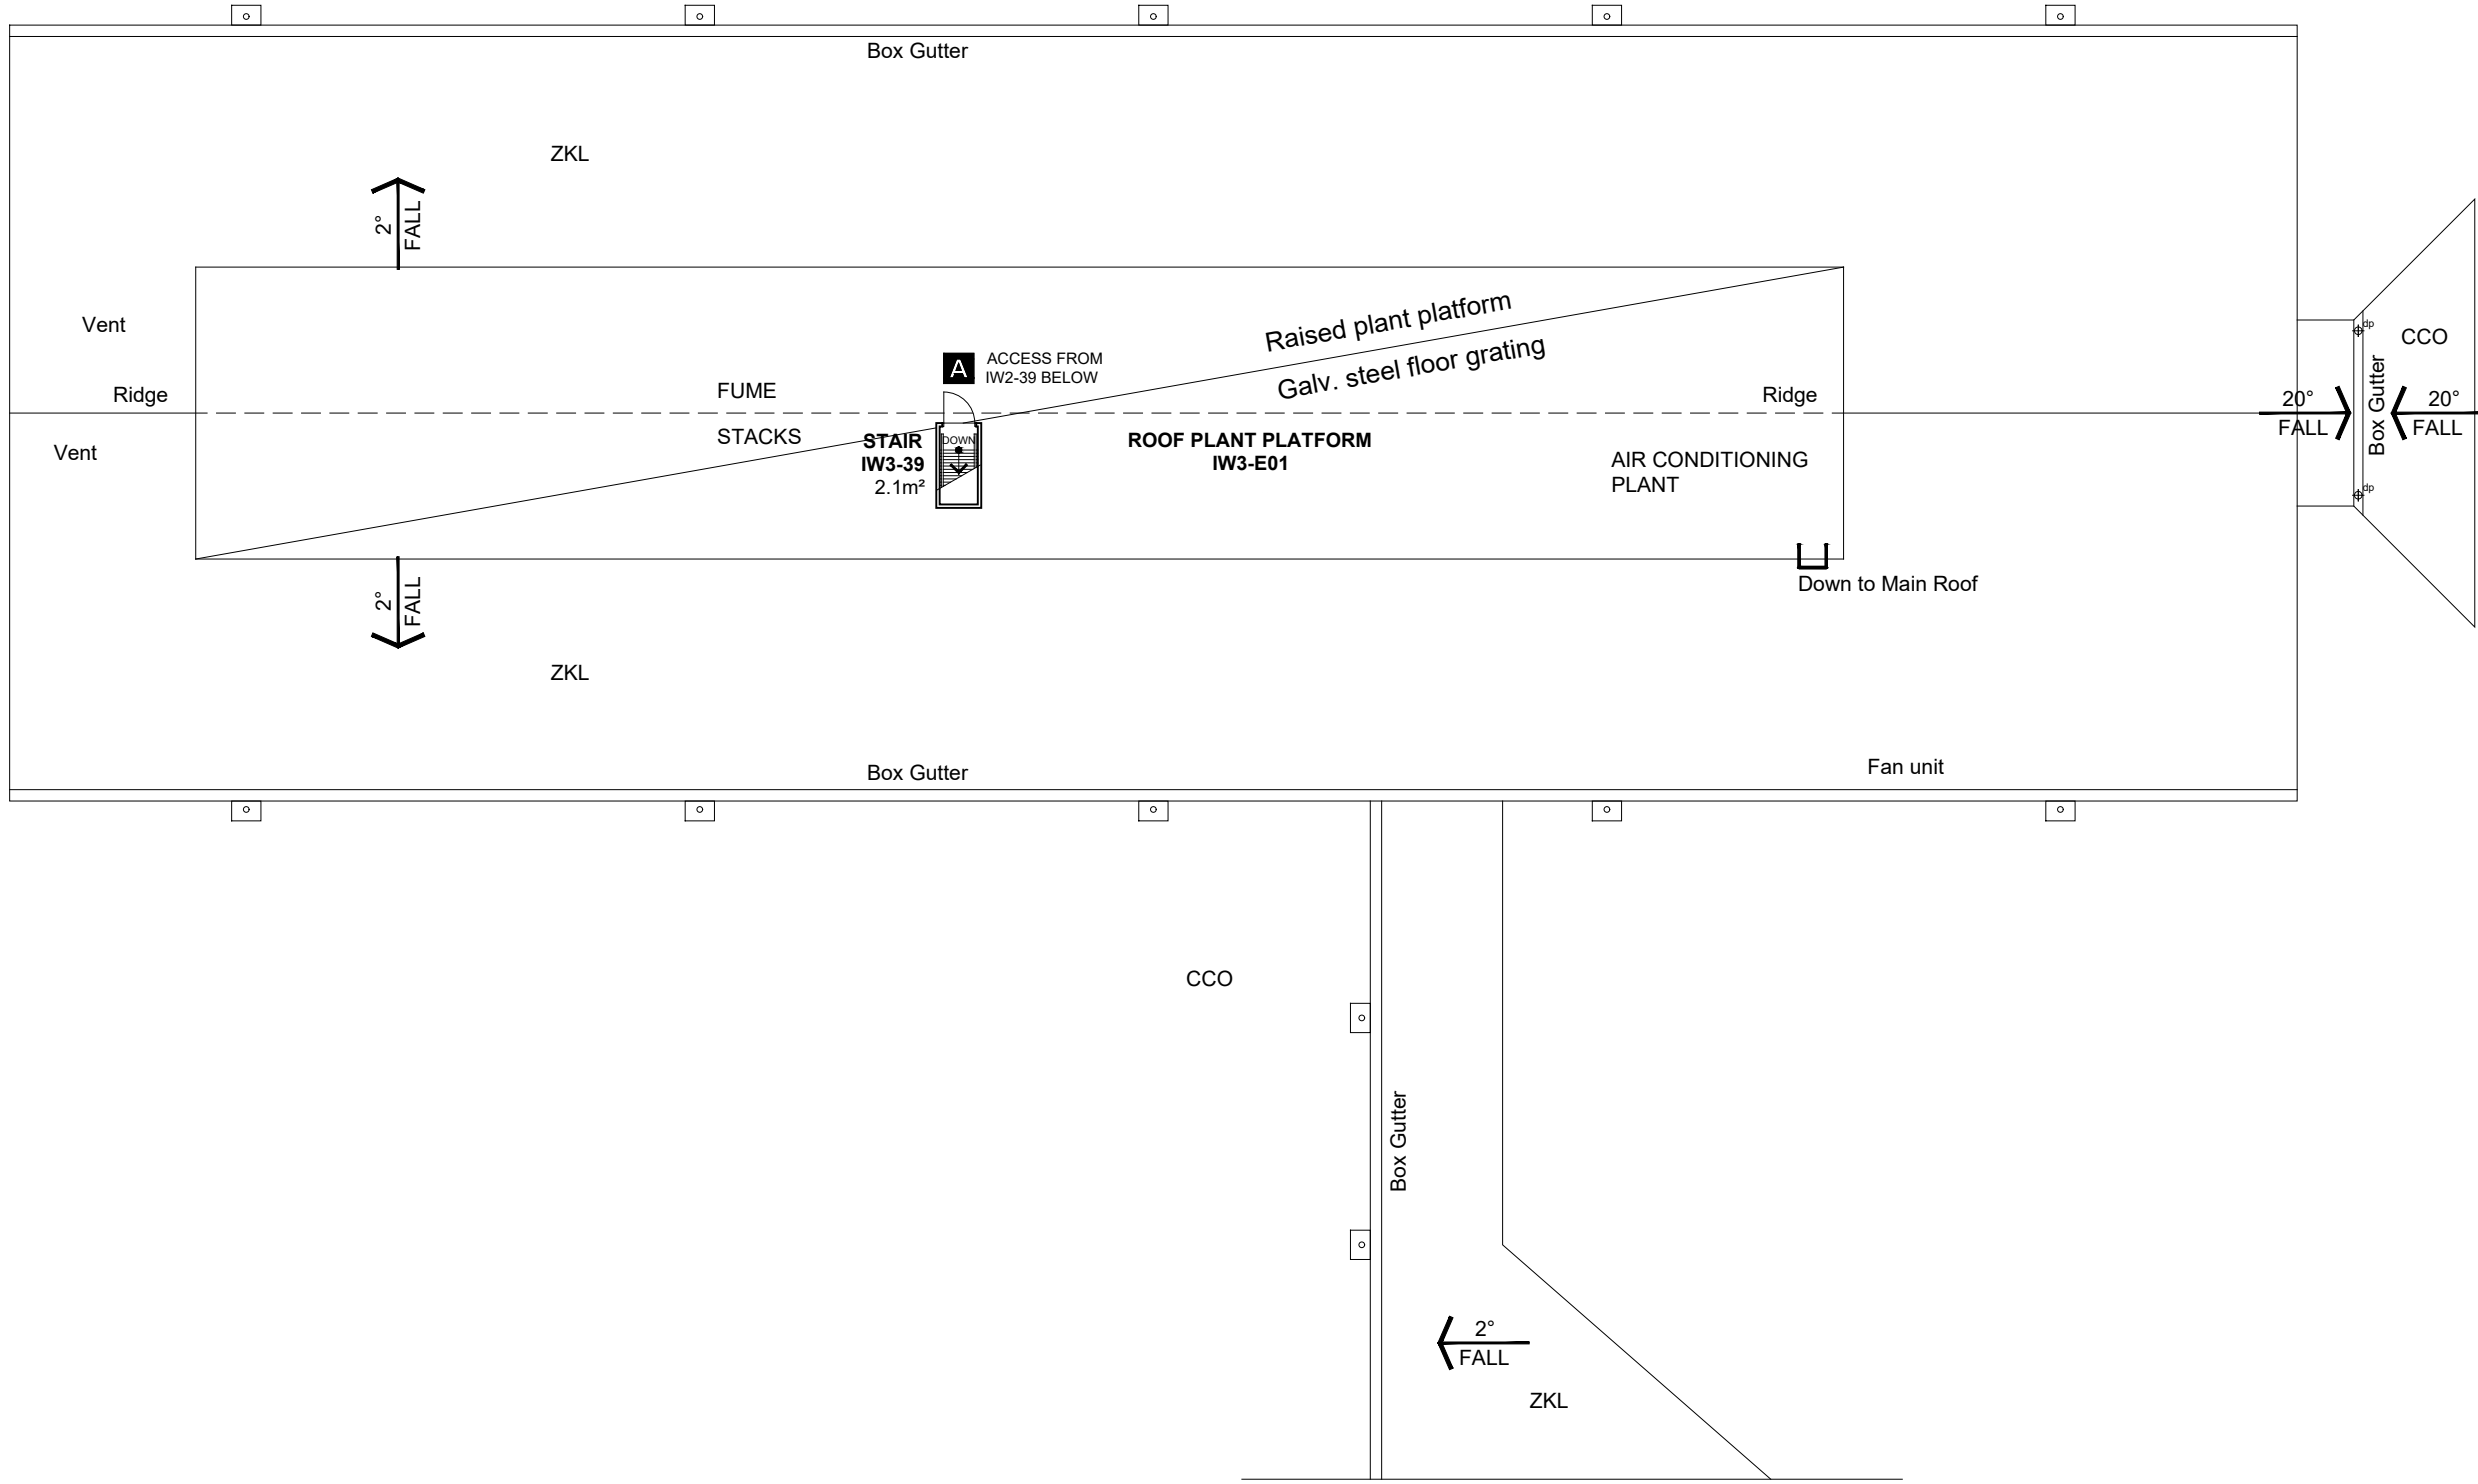 Box Gutter
ZKL
2°
FALL
Vent
Ridge
Vent
FUME
STACKS
A
ACCESS FROM
IW2-39 BELOW
STAIR
IW3-39
2.1m²
DOWN
Raised plant platform
Galv. steel floor grating
ROOF PLANT PLATFORM
IW3-E01
Ridge
AIR CONDITIONING
PLANT
Down to Main Roof
20°
FALL
dp
Box Gutter
dp
CCO
20°
FALL
2°
FALL
ZKL
Box Gutter
Fan unit
CCO
Box Gutter
2°
FALL
ZKL